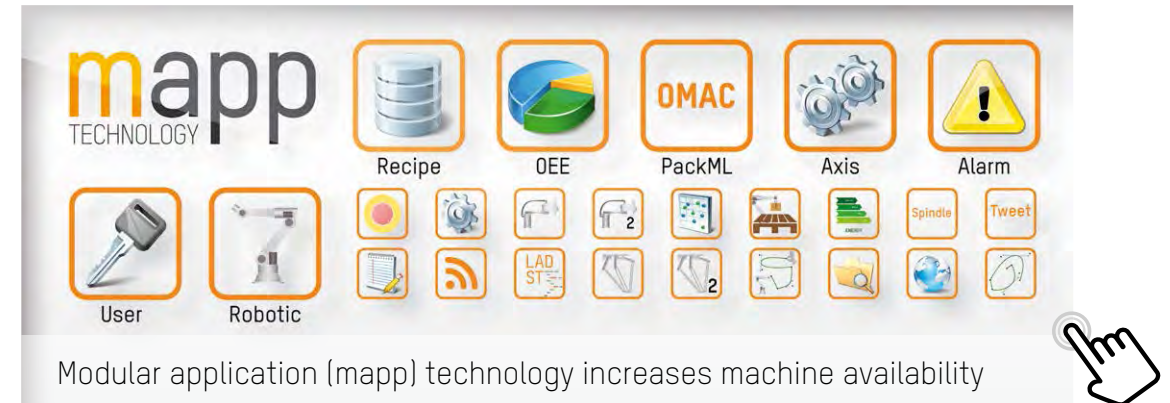 mapp
TECHNOLOGY
OMAC
Recipe
OEE
PackML
Axis
Alarm
2
Spindle
Tweet
ENERGY
LAD
ST
2
User
Robotic
Modular application (mapp) technology increases machine availability